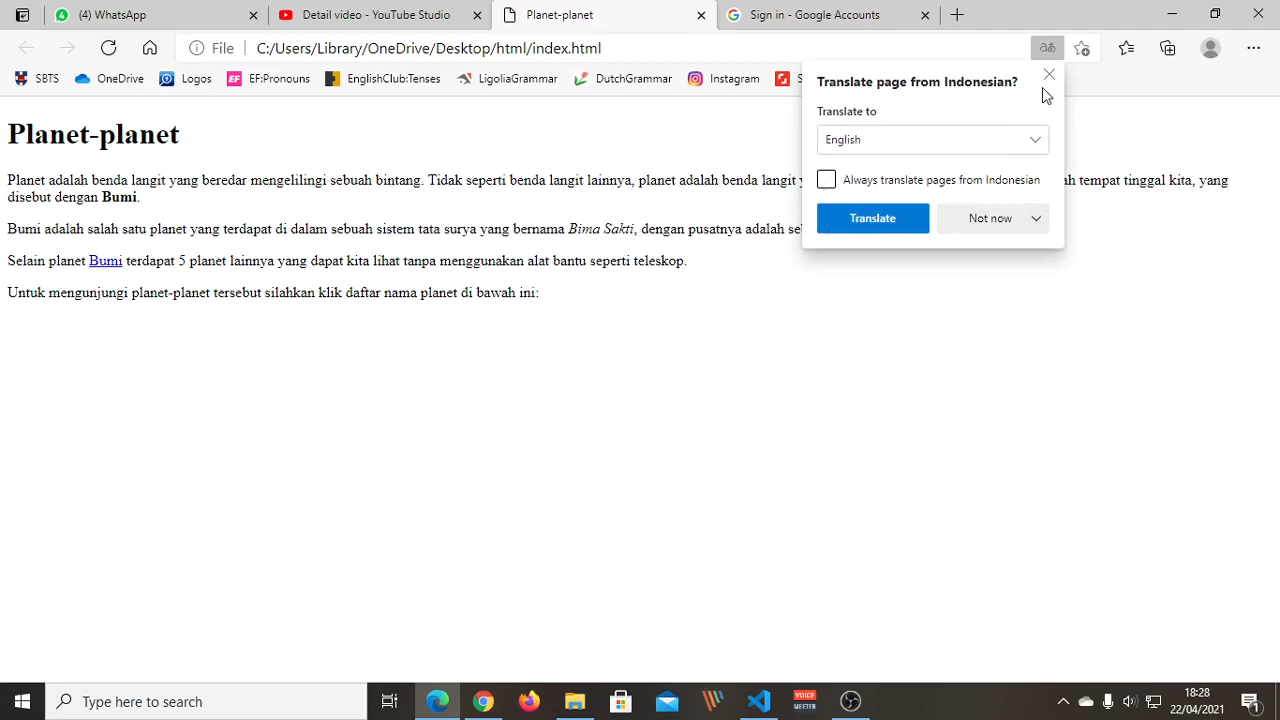 (4) WhatsApp
Detail video - YouTube Studio
Planet-planet
Sign in - Google Accounts
File
C:/Users/Library/OneDrive/Desktop/html/index.html
SBTS
OneDrive
Logos
EF:Pronouns
EnglishClub:Tenses
LigoliaGrammar
DutchGrammar
Instagram
S
Translate page from Indonesian?
Translate to
English
Always translate pages from Indonesian
Translate
Not now
Planet-planet
Planet adalah benda langit yang beredar mengelilingi sebuah bintang. Tidak seperti benda langit lainnya, planet adalah benda langit y ah tempat tinggal kita, yang
disebut dengan Bumi.
Bumi adalah salah satu planet yang terdapat di dalam sebuah sistem tata surya yang bernama Bima Sakti, dengan pusatnya adalah se
Selain planet Bumi terdapat 5 planet lainnya yang dapat kita lihat tanpa menggunakan alat bantu seperti teleskop.
Untuk mengunjungi planet-planet tersebut silahkan klik daftar nama planet di bawah ini:
Type here to search
VOICE
MEETER
18:28
22/04/2021
1